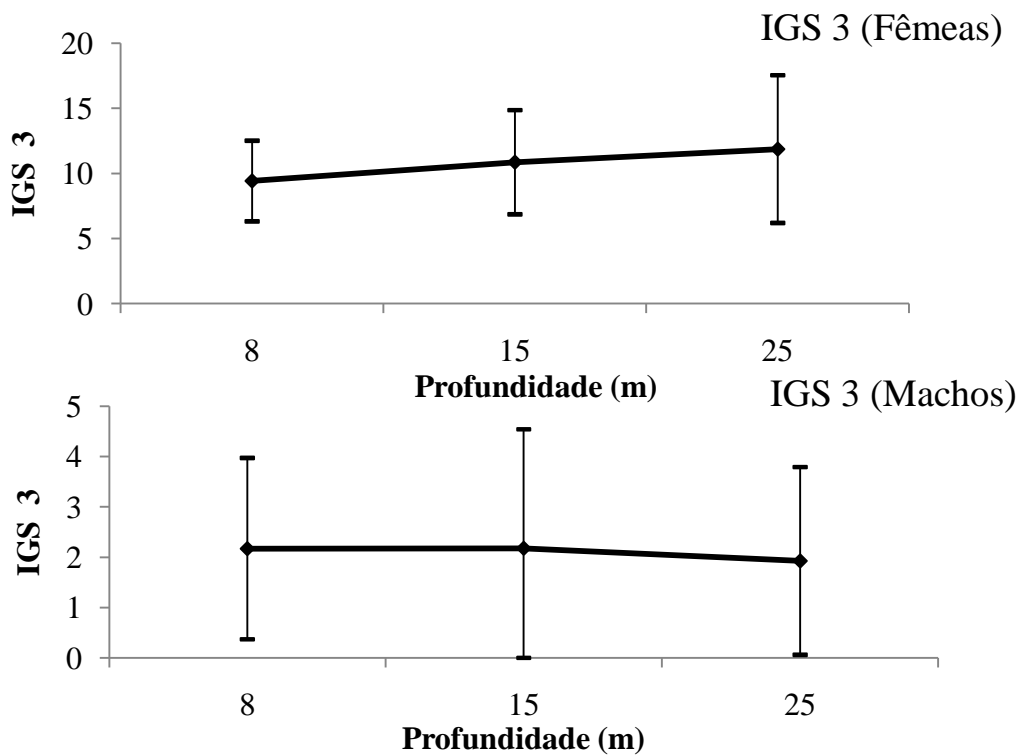 IGS 3 (Fêmeas)
20
15
10
5
0
IGS 3
8 15 25
Profundidade (m)
IGS 3 (Machos)
5
4
3
2
1
0
IGS 3
8 15 25
Profundidade (m)